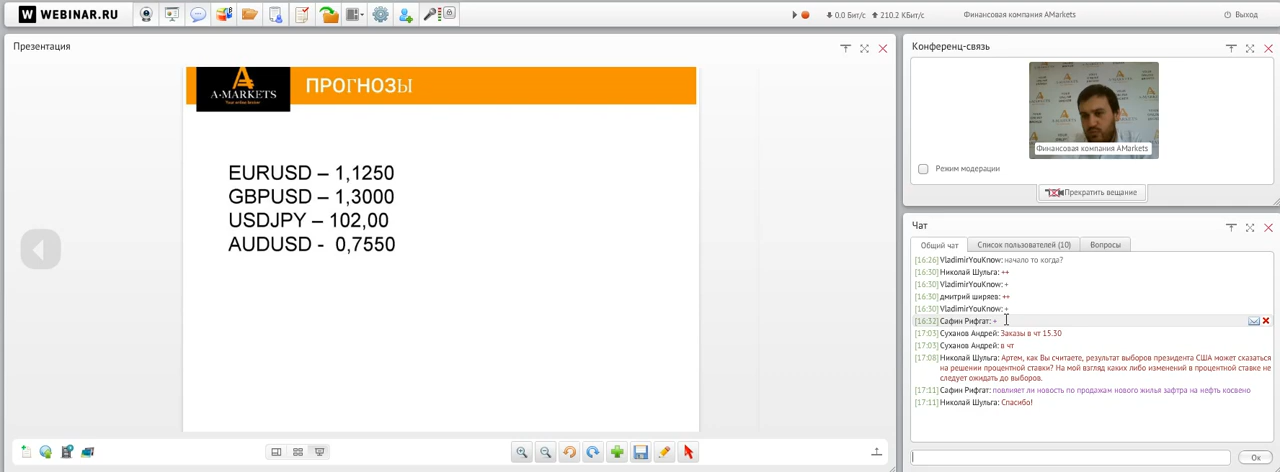 W WEBINAR.RU
0.0 Бит/с 210.2 КБит/с
Финансовая компания AMarkets
Выход
Презентация
A-MARKETS
Your online broker
ПРОГНОЗЫ
EURUSD – 1,1250
GBPUSD – 1,3000
USDJPY – 102,00
AUDUSD - 0,7550
Конференц-связь
Финансовая компания AMarkets
Режим модерации
Прекратить вещание
Чат
Общий чат
Список пользователей (10)
Вопросы
[16:26] VladimirYouKnow: начало то когда?
[16:30] Николай Шульга: ++
[16:30] VladimirYouKnow: +
[16:30] дмитрий ширяев: ++
[16:30] VladimirYouKnow: +
[16:32] Сафин Рифгат: +
[17:03] Суханов Андрей: Заказы в чт 15.30
[17:03] Суханов Андрей: в чт
[17:08] Николай Шульга: Артем, как Вы считаете, результат выборов президента США может сказаться
на решении процентной ставки? На мой взгляд каких либо изменений в процентной ставке не
следует ожидать до выборов.
[17:11] Сафин Рифгат: повлияет ли новость по продажам нового жилья зафтра на нефть косвено
[17:11] Николай Шульга: Спасибо!
Ок